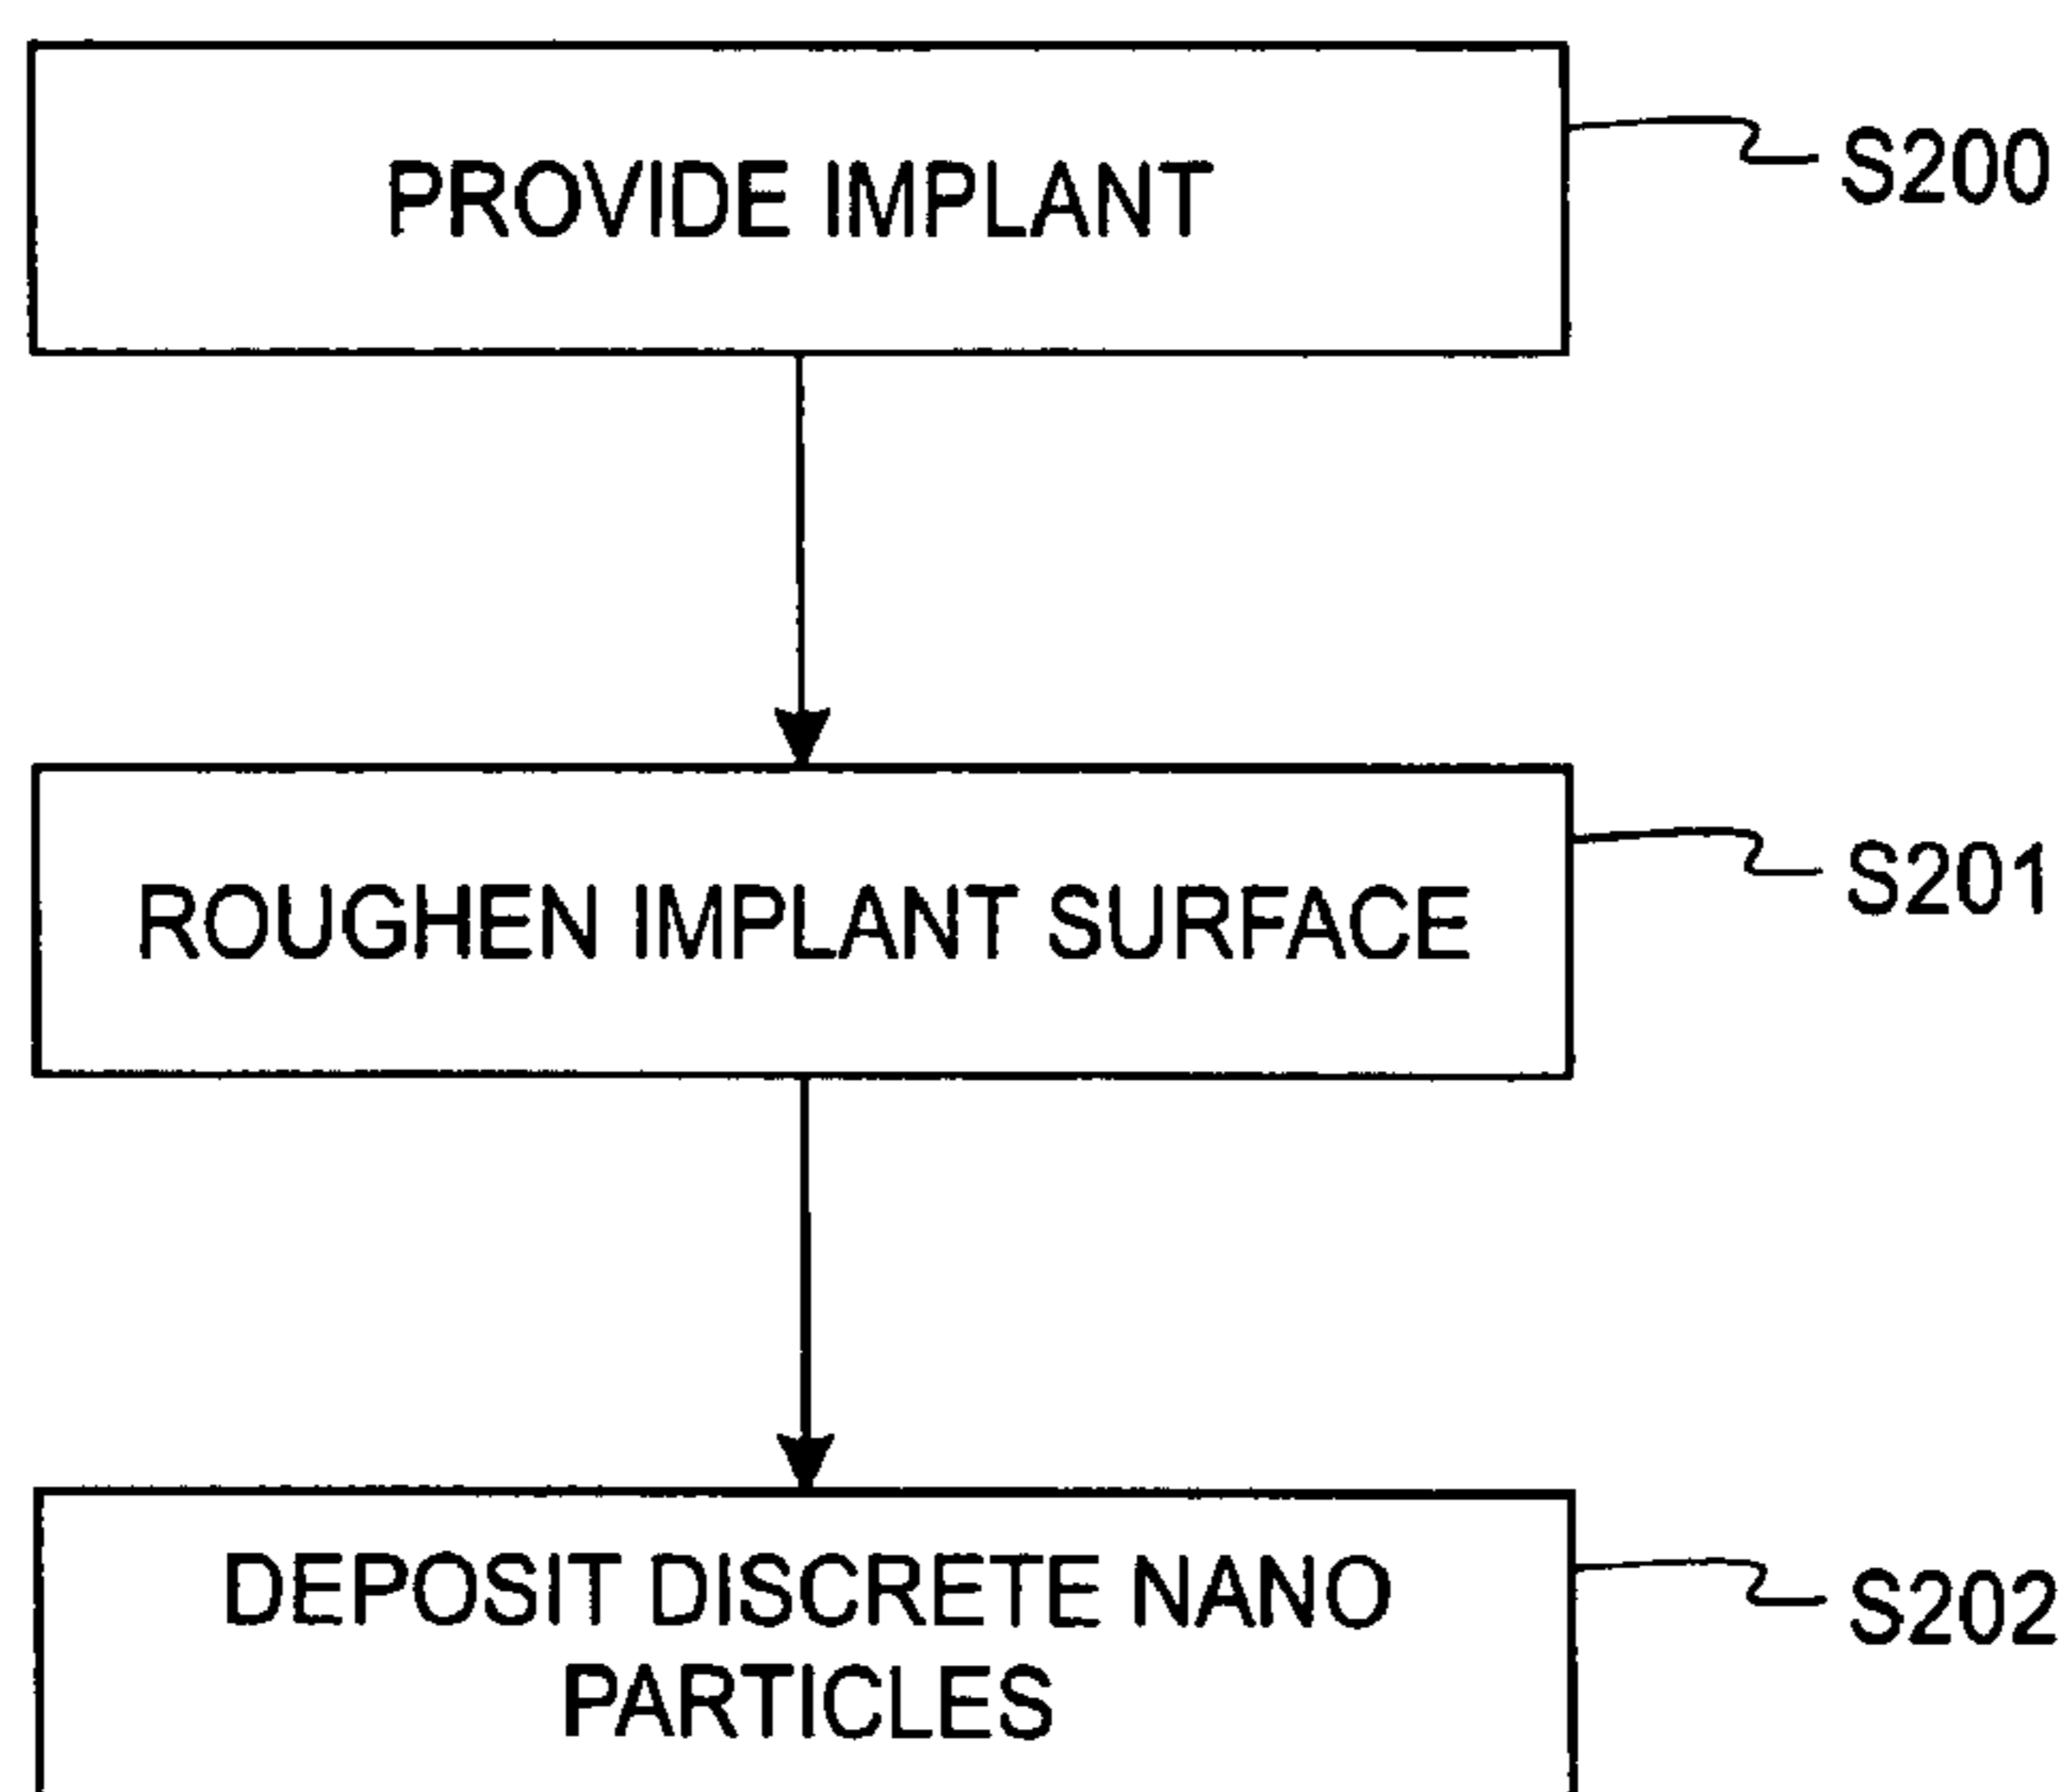 PROVIDE IMPLANT
S200
ROUGHEN IMPLANT SURFACE
S201
DEPOSIT DISCRETE NANO
PARTICLES
S202